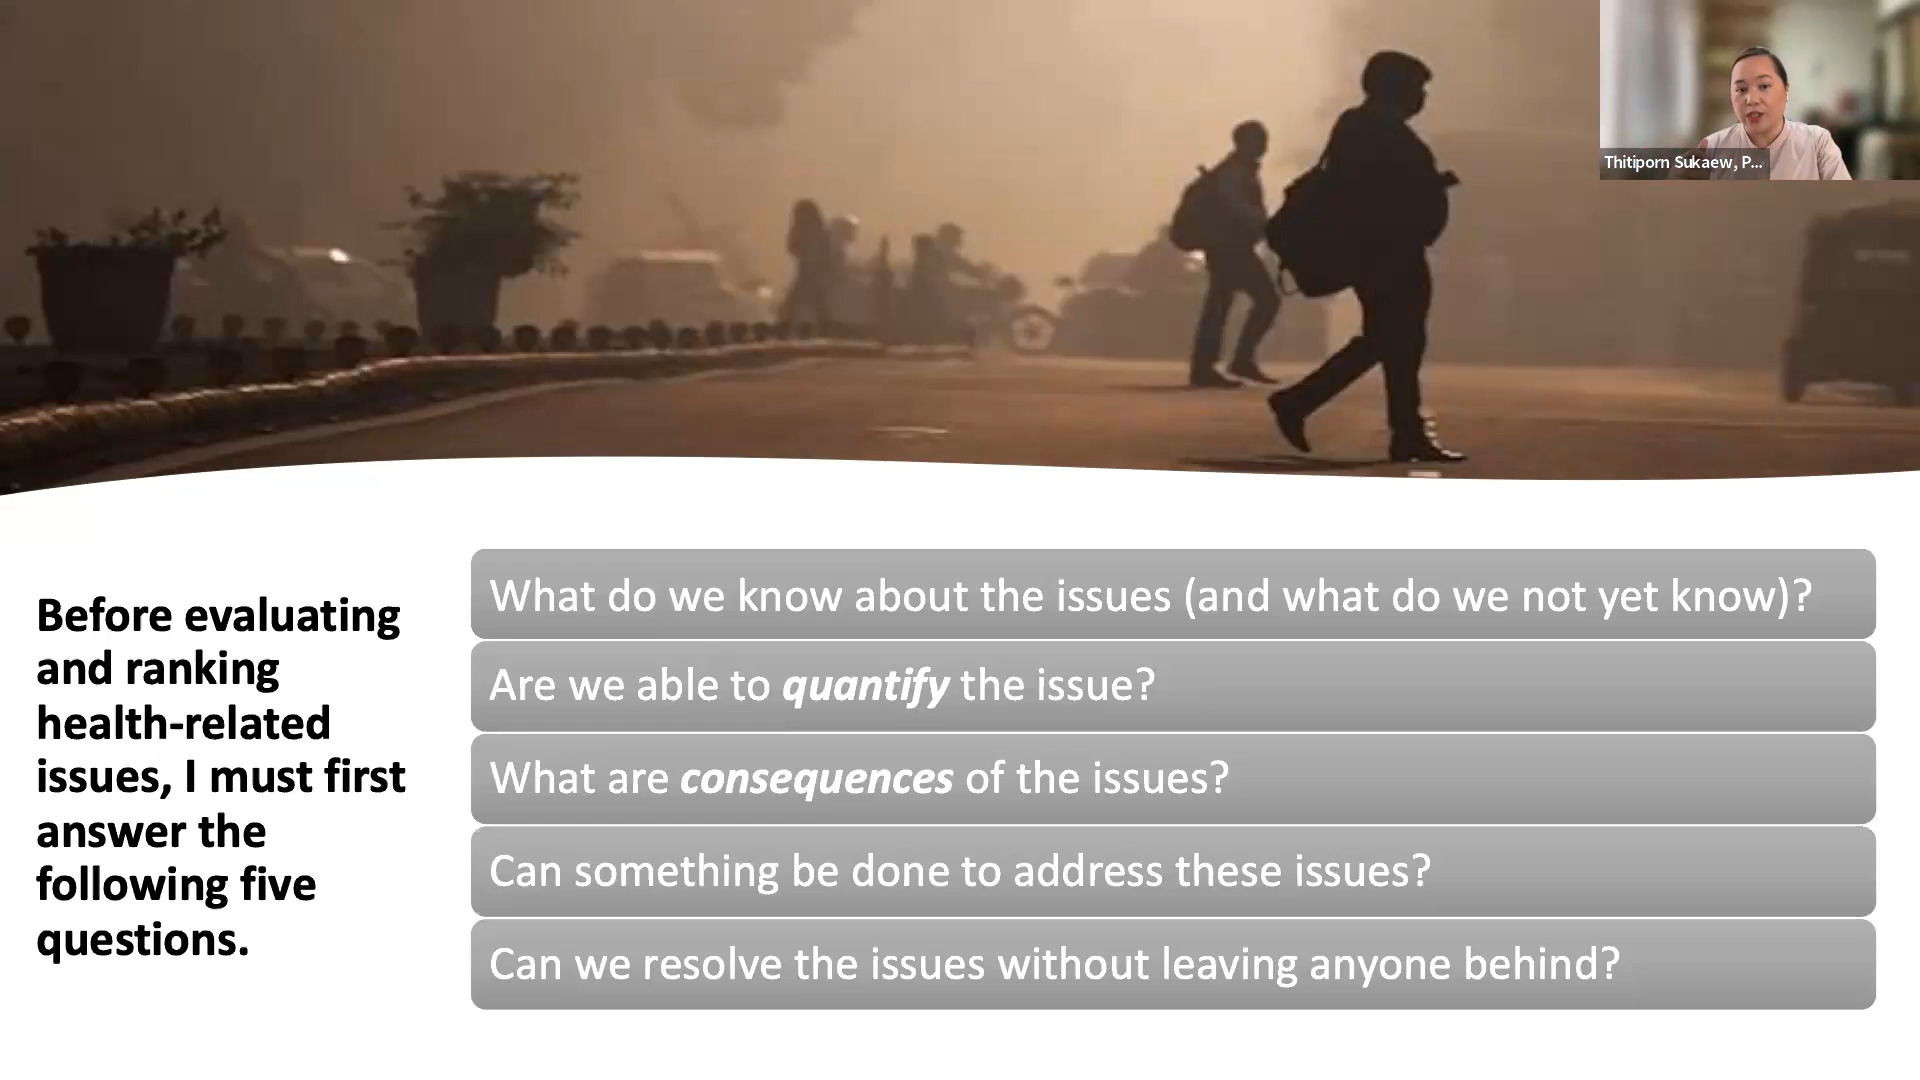 Thitiporn Sukaew, P...
Before evaluating
and ranking
health-related
issues, I must first
answer the
following five
questions.
What do we know about the issues (and what do we not yet know)?
Are we able to quantify the issue?
What are consequences of the issues?
Can something be done to address these issues?
Can we resolve the issues without leaving anyone behind?